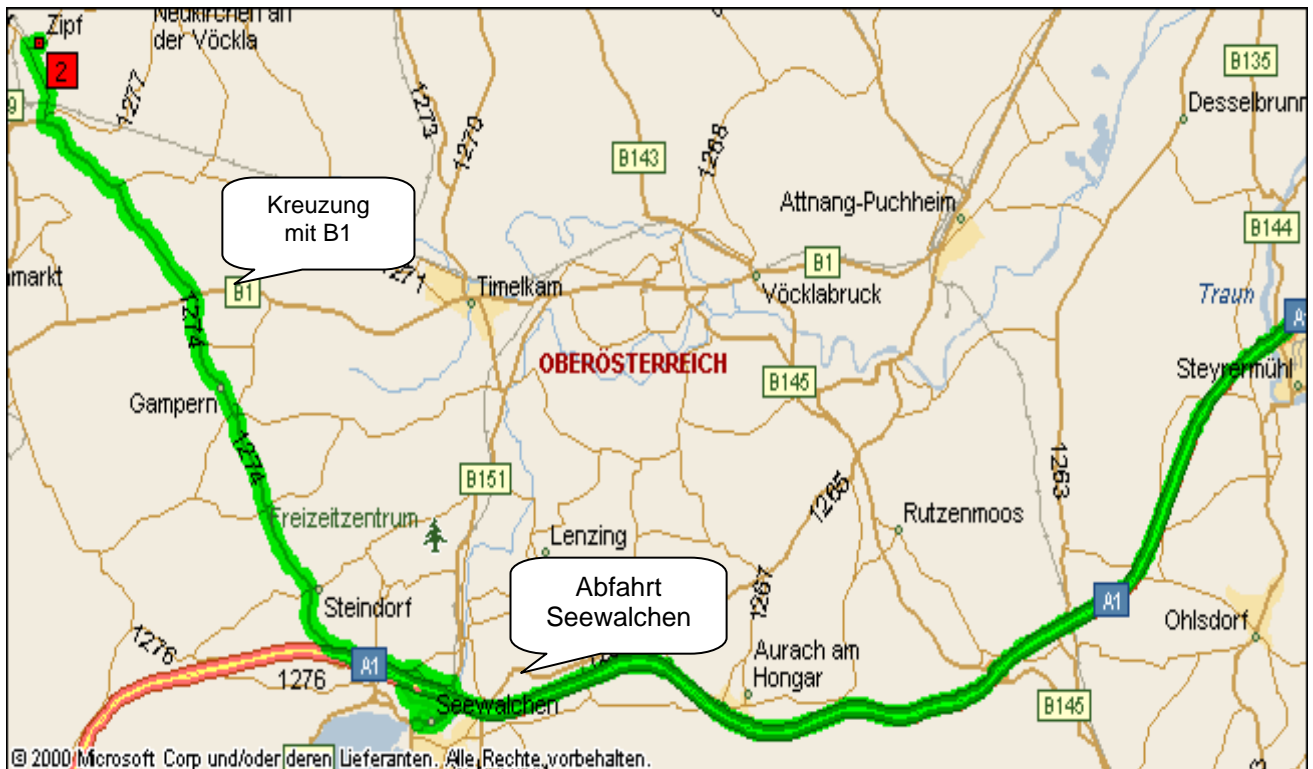 Zipf
Neukirchen an
der Vöckla
2
9
1277
1273
1270
B143
1268
B135
Desselbrunn
Kreuzung
mit B1
Attnang-Puchheim
B144
markt
B1
1271
Timelkam
B1
Vöcklabruck
Traun
1274
OBERÖSTERREICH
B145
Steyrermühl
Gampern
1274
B151
1265
1263
Freizeitzentrum
Lenzing
Rutzenmoos
Abfahrt
Seewalchen
1267
A1
Steindorf
Ohlsdorf
1276
A1
1276
Aurach am
Hongar
Seewalchen
B145
© 2000 Microsoft Corp und/oder deren Lieferanten. Alle Rechte vorbehalten.